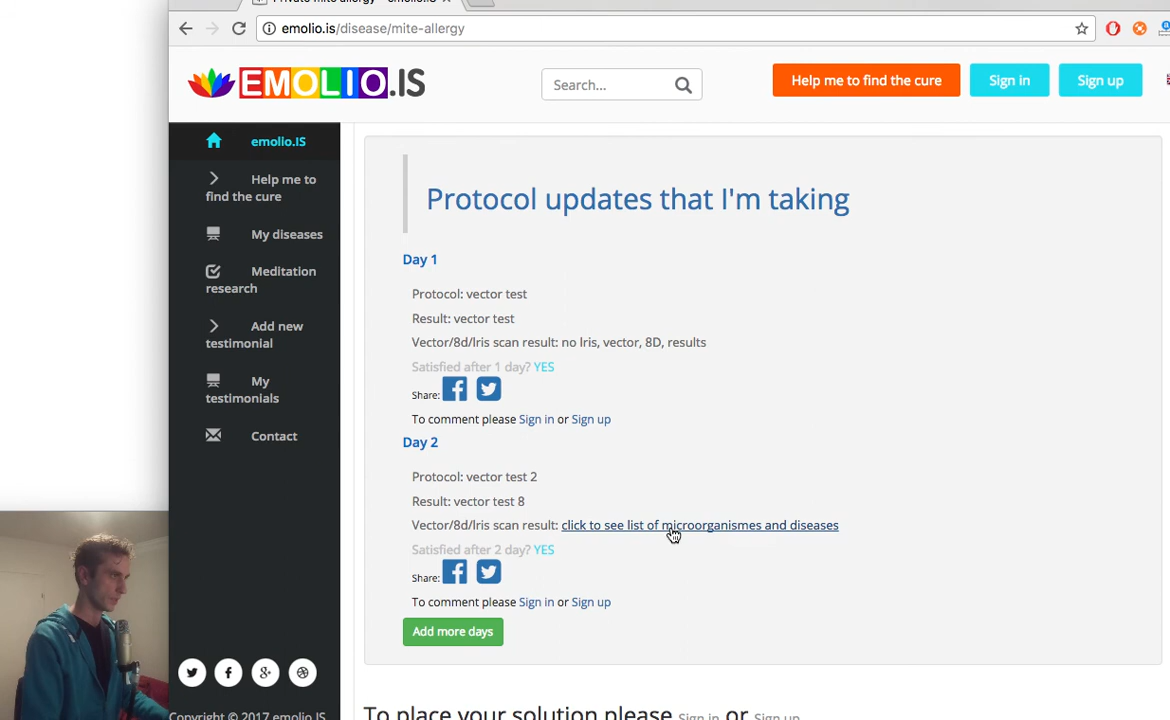 Private mite allergy - emolio.is
emolio.is/disease/mite-allergy
EMOLIO.IS
Search...
Help me to find the cure
Sign in
Sign up
emolio.IS
Help me to
find the cure
My diseases
Meditation
research
Add new
testimonial
My
testimonials
Contact
Copyright © 2017 emolio.IS
Protocol updates that I'm taking
Day 1
Protocol: vector test
Result: vector test
Vector/8d/Iris scan result: no Iris, vector, 8D, results
Satisfied after 1 day? YES
Share:
To comment please Sign in or Sign up
Day 2
Protocol: vector test 2
Result: vector test 8
Vector/8d/Iris scan result: click to see list of microorganismes and diseases
Satisfied after 2 day? YES
Share:
To comment please Sign in or Sign up
Add more days
To place your solution please Sign in or Sign up